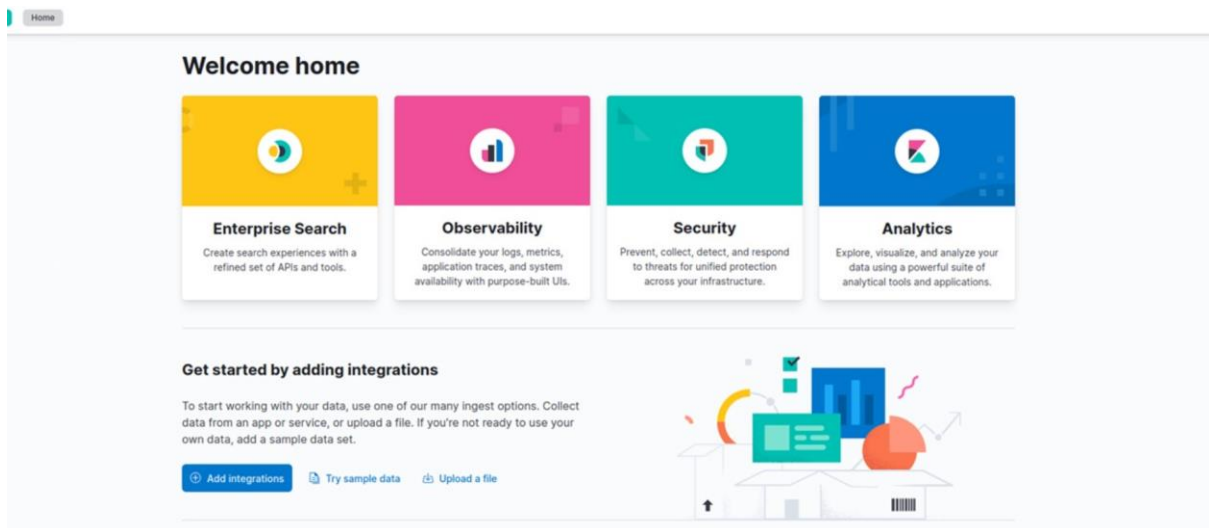 Home
Welcome home
Enterprise Search
Create search experiences with a
refined set of APIs and tools.
Observability
Consolidate your logs, metrics,
application traces, and system
availability with purpose-built UIs.
Security
Prevent, collect, detect, and respond
to threats for unified protection
across your infrastructure.
Analytics
Explore, visualize, and analyze your
data using a powerful suite of
analytical tools and applications.
Get started by adding integrations
To start working with your data, use one of our many ingest options. Collect
data from an app or service, or upload a file. If you're not ready to use your
own data, add a sample data set.
Add integrations
Try sample data
Upload a file